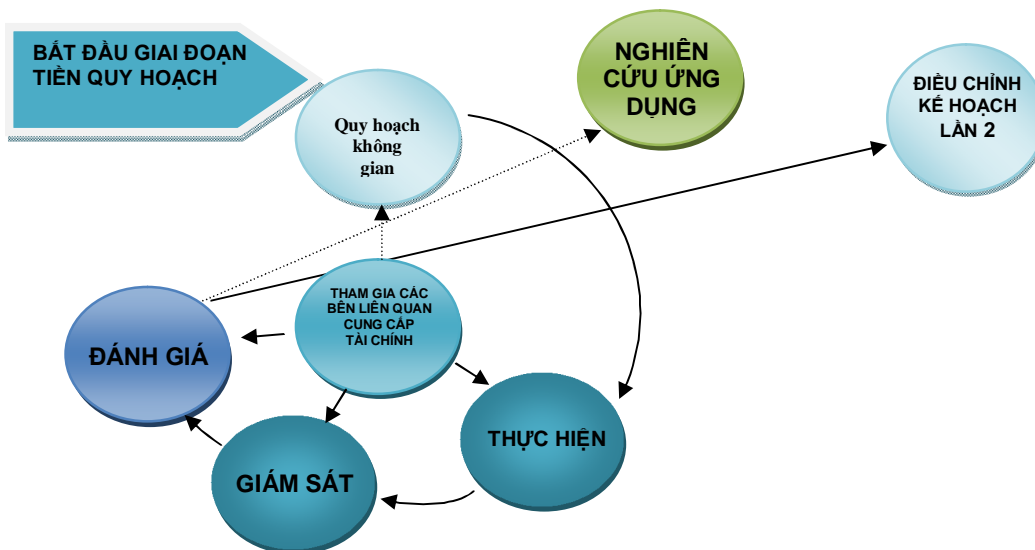 BẮT ĐẦU GIAI ĐOẠN
TIỀN QUY HOẠCH
NGHIÊN
CỨU ỨNG
DỤNG
ĐIỀU CHỈNH
KẾ HOẠCH
LẦN 2
Quy hoạch
không
gian
THAM GIA CÁC
BÊN LIÊN QUAN
CUNG CẤP
TÀI CHÍNH
ĐÁNH GIÁ
THỰC HIỆN
GIÁM SÁT